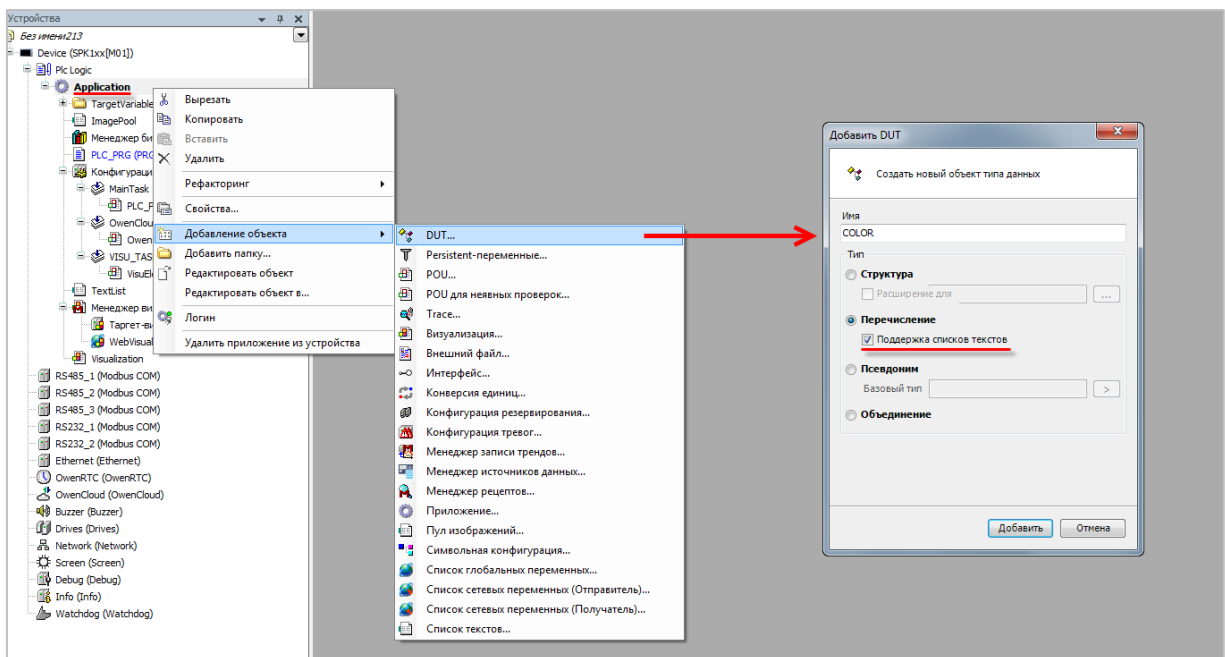 Устройства
Без имени213
Device (SPK1xx[M01])
Plc Logic
Application
TargetVariable
ImagePool
Менеджер би
PLC_PRG (PRG
Конфигураци
MainTask
PLC_P
OwenClou
Owen
VISU_TAS
VisuEl
TextList
Менеджер ви
Таргет-ви
WebVisual
Visualization
RS485_1 (Modbus COM)
RS485_2 (Modbus COM)
RS485_3 (Modbus COM)
RS232_1 (Modbus COM)
RS232_2 (Modbus COM)
Ethernet (Ethernet)
OwenRTC (OwenRTC)
OwenCloud (OwenCloud)
Buzzer (Buzzer)
Drives (Drives)
Network (Network)
Screen (Screen)
Debug (Debug)
Info (Info)
Watchdog (Watchdog)
Вырезать
Копировать
Вставить
Удалить
Рефакторинг
Свойства...
Добавление объекта
Добавить папку...
Редактировать объект
Редактировать объект в...
Логин
Удалить приложение из устройства
DUT...
Persistent-переменные...
POU...
POU для неявных проверок...
Trace...
Визуализация...
Внешний файл...
Интерфейс...
Конверсия единиц...
Конфигурация резервирования...
Конфигурация тревог...
Менеджер записи трендов...
Менеджер источников данных...
Менеджер рецептов...
Приложение...
Пул изображений...
Символьная конфигурация...
Список глобальных переменных...
Список сетевых переменных (Отправитель)...
Список сетевых переменных (Получатель)...
Список текстов...
Добавить DUT
Создать новый объект типа данных
Имя
COLOR
Тип
Структура
Расширение для
...
Перечисление
Поддержка списков текстов
Псевдоним
Базовый тип
>
Объединение
Добавить
Отмена